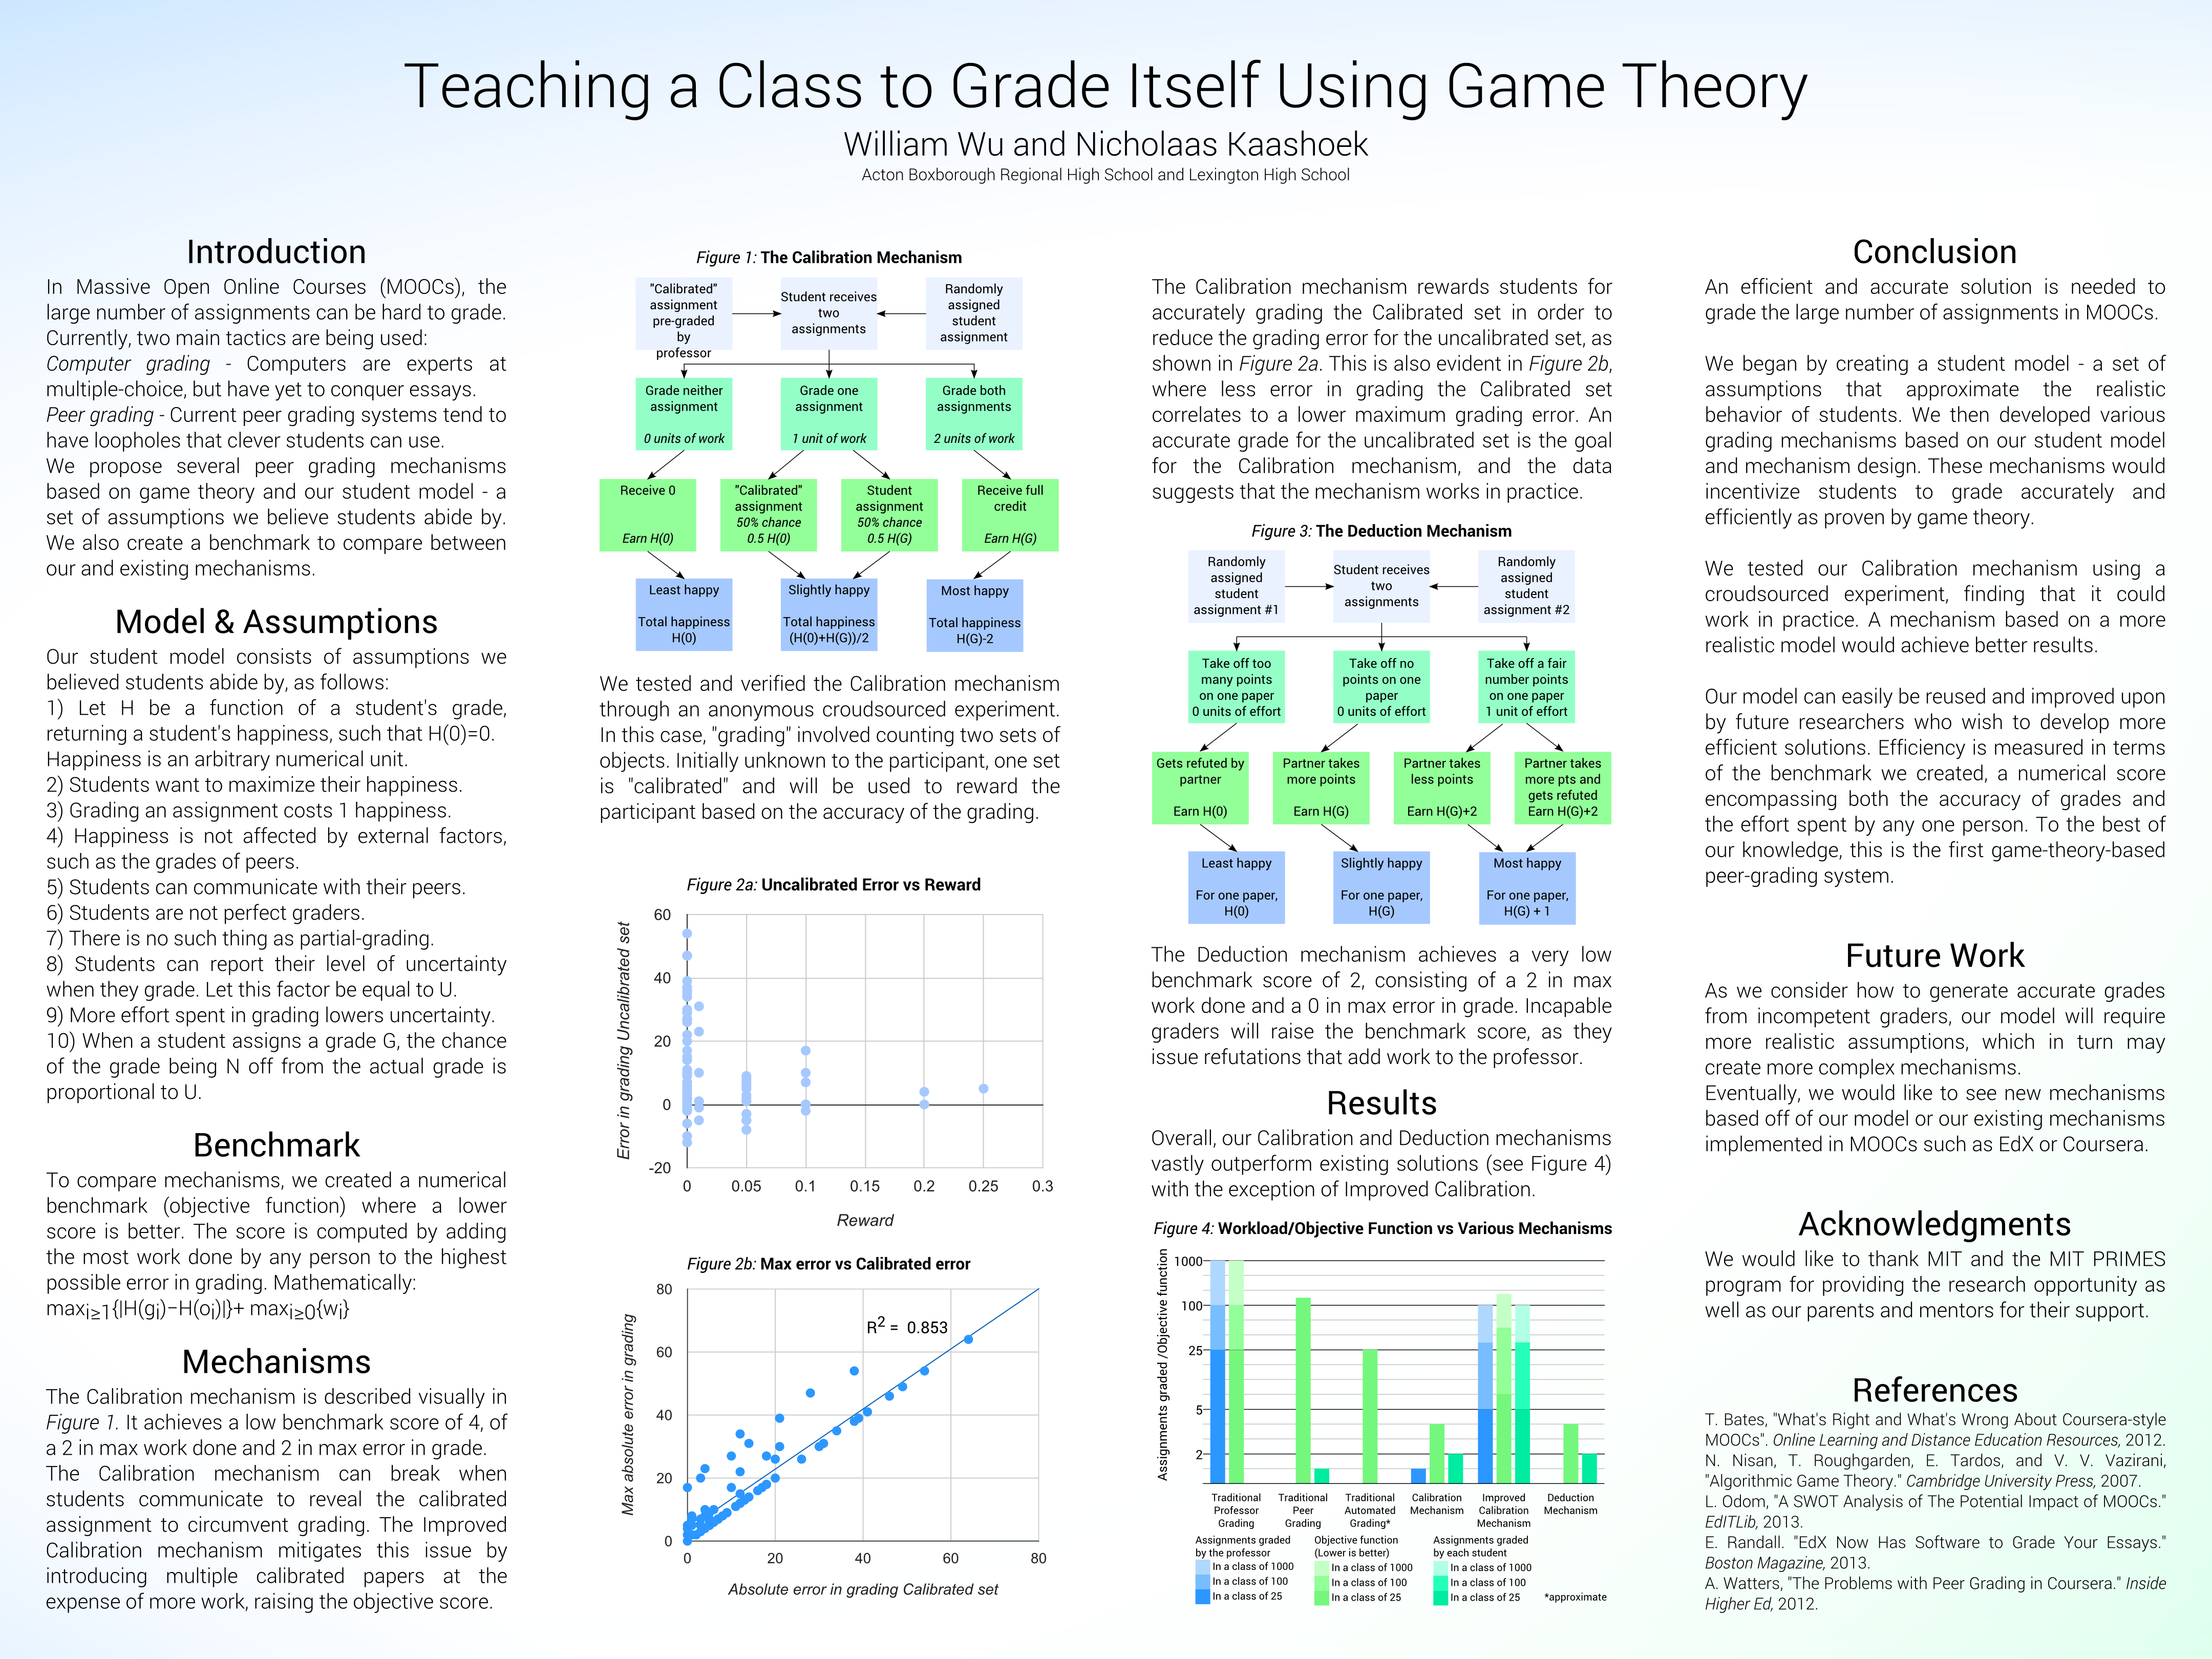 Teaching a Class to Grade Itself Using Game Theory
William Wu and Nicholaas Kaashoek
Acton Boxborough Regional High School and Lexington High School
Introduction
In Massive Open Online Courses (MOOCs), the
large number of assignments can be hard to grade.
Currently, two main tactics are being used:
Computer grading - Computers are experts at
multiple-choice, but have yet to conquer essays.
Peer grading - Current peer grading systems tend to
have loopholes that clever students can use.
We propose several peer grading mechanisms
based on game theory and our student model - a
set of assumptions we believe students abide by.
We also create a benchmark to compare between
our and existing mechanisms.
Model & Assumptions
Our student model consists of assumptions we
believed students abide by, as follows:
1) Let H be a function of a student's grade,
returning a student's happiness, such that H(0)=0.
Happiness is an arbitrary numerical unit.
2) Students want to maximize their happiness.
3) Grading an assignment costs 1 happiness.
4) Happiness is not affected by external factors,
such as the grades of peers.
5) Students can communicate with their peers.
6) Students are not perfect graders.
7) There is no such thing as partial-grading.
8) Students can report their level of uncertainty
when they grade. Let this factor be equal to U.
9) More effort spent in grading lowers uncertainty.
10) When a student assigns a grade G, the chance
of the grade being N off from the actual grade is
proportional to U.
Benchmark
To compare mechanisms, we created a numerical
benchmark (objective function) where a lower
score is better. The score is computed by adding
the most work done by any person to the highest
possible error in grading. Mathematically:
maxi≥1{|H(gi)−H(oi)|}+ maxi≥0{wi}
Mechanisms
The Calibration mechanism is described visually in
Figure 1. It achieves a low benchmark score of 4, of
a 2 in max work done and 2 in max error in grade.
The Calibration mechanism can break when
students communicate to reveal the calibrated
assignment to circumvent grading. The Improved
Calibration mechanism mitigates this issue by
introducing multiple calibrated papers at the
expense of more work, raising the objective score.
Figure 1: The Calibration Mechanism
"Calibrated"
assignment
pre-graded
by
professor
Student receives
two
assignments
Randomly
assigned
student
assignment
Grade neither
assignment
0 units of work
Grade one
assignment
1 unit of work
Grade both
assignments
2 units of work
Receive 0
Earn H(0)
"Calibrated"
assignment
50% chance
0.5 H(0)
Student
assignment
50% chance
0.5 H(G)
Receive full
credit
Earn H(G)
Least happy
Total happiness
H(0)
Slightly happy
Total happiness
(H(0)+H(G))/2
Most happy
Total happiness
H(G)-2
We tested and verified the Calibration mechanism
through an anonymous croudsourced experiment.
In this case, "grading" involved counting two sets of
objects. Initially unknown to the participant, one set
is "calibrated" and will be used to reward the
participant based on the accuracy of the grading.
Figure 2a: Uncalibrated Error vs Reward
Error in grading Uncalibrated set
60
40
20
0
-20
0 0.05 0.1 0.15 0.2 0.25 0.3
Reward
Figure 2b: Max error vs Calibrated error
Max absolute error in grading
R2 = 0.853
80
60
40
20
0
0 20 40 60 80
Absolute error in grading Calibrated set
The Calibration mechanism rewards students for
accurately grading the Calibrated set in order to
reduce the grading error for the uncalibrated set, as
shown in Figure 2a. This is also evident in Figure 2b,
where less error in grading the Calibrated set
correlates to a lower maximum grading error. An
accurate grade for the uncalibrated set is the goal
for the Calibration mechanism, and the data
suggests that the mechanism works in practice.
Figure 3: The Deduction Mechanism
Randomly
assigned
student
assignment #1
Student receives
two
assignments
Randomly
assigned
student
assignment #2
Take off too
many points
on one paper
0 units of effort
Take off no
points on one
paper
0 units of effort
Take off a fair
number points
on one paper
1 unit of effort
Gets refuted by
partner
Earn H(0)
Partner takes
more points
Earn H(G)
Partner takes
less points
Earn H(G)+2
Partner takes
more pts and
gets refuted
Earn H(G)+2
Least happy
For one paper,
H(0)
Slightly happy
For one paper,
H(G)
Most happy
For one paper,
H(G) + 1
The Deduction mechanism achieves a very low
benchmark score of 2, consisting of a 2 in max
work done and a 0 in max error in grade. Incapable
graders will raise the benchmark score, as they
issue refutations that add work to the professor.
Results
Overall, our Calibration and Deduction mechanisms
vastly outperform existing solutions (see Figure 4)
with the exception of Improved Calibration.
Figure 4: Workload/Objective Function vs Various Mechanisms
Assignments graded /Objective function
1000
100
25
5
2
Traditional
Professor
Grading
Traditional
Peer
Grading
Traditional
Automated
Grading*
Calibration
Mechanism
Improved
Calibration
Mechanism
Deduction
Mechanism
Assignments graded
by the professor
In a class of 1000
In a class of 100
In a class of 25
Objective function
(Lower is better)
In a class of 1000
In a class of 100
In a class of 25
Assignments graded
by each student
In a class of 1000
In a class of 100
In a class of 25
*approximate
Conclusion
An efficient and accurate solution is needed to
grade the large number of assignments in MOOCs.
We began by creating a student model - a set of
assumptions that approximate the realistic
behavior of students. We then developed various
grading mechanisms based on our student model
and mechanism design. These mechanisms would
incentivize students to grade accurately and
efficiently as proven by game theory.
We tested our Calibration mechanism using a
croudsourced experiment, finding that it could
work in practice. A mechanism based on a more
realistic model would achieve better results.
Our model can easily be reused and improved upon
by future researchers who wish to develop more
efficient solutions. Efficiency is measured in terms
of the benchmark we created, a numerical score
encompassing both the accuracy of grades and
the effort spent by any one person. To the best of
our knowledge, this is the first game-theory-based
peer-grading system.
Future Work
As we consider how to generate accurate grades
from incompetent graders, our model will require
more realistic assumptions, which in turn may
create more complex mechanisms.
Eventually, we would like to see new mechanisms
based off of our model or our existing mechanisms
implemented in MOOCs such as EdX or Coursera.
Acknowledgments
We would like to thank MIT and the MIT PRIMES
program for providing the research opportunity as
well as our parents and mentors for their support.
References
T. Bates, "What's Right and What's Wrong About Coursera-style
MOOCs". Online Learning and Distance Education Resources, 2012.
N. Nisan, T. Roughgarden, E. Tardos, and V. V. Vazirani,
"Algorithmic Game Theory." Cambridge University Press, 2007.
L. Odom, "A SWOT Analysis of The Potential Impact of MOOCs."
EdITLib, 2013.
E. Randall. "EdX Now Has Software to Grade Your Essays."
Boston Magazine, 2013.
A. Watters, "The Problems with Peer Grading in Coursera." Inside
Higher Ed, 2012.